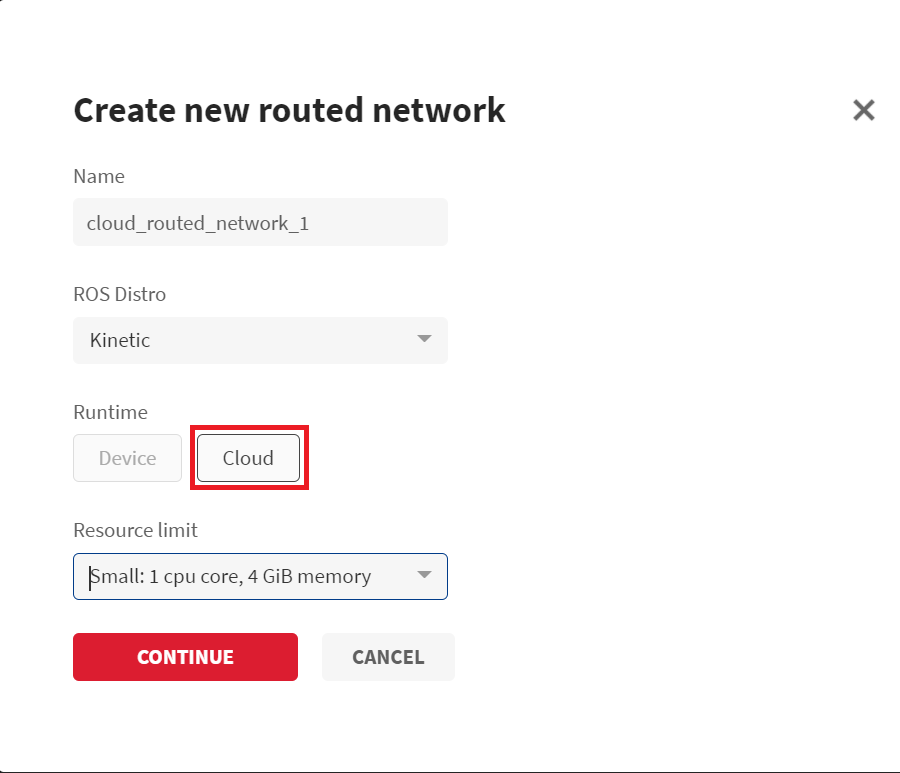 Create new routed network
Name
cloud_routed_network_1
ROS Distro
Kinetic
Runtime
Device
Cloud
Resource limit
Small: 1 cpu core, 4 GiB memory
CONTINUE
CANCEL